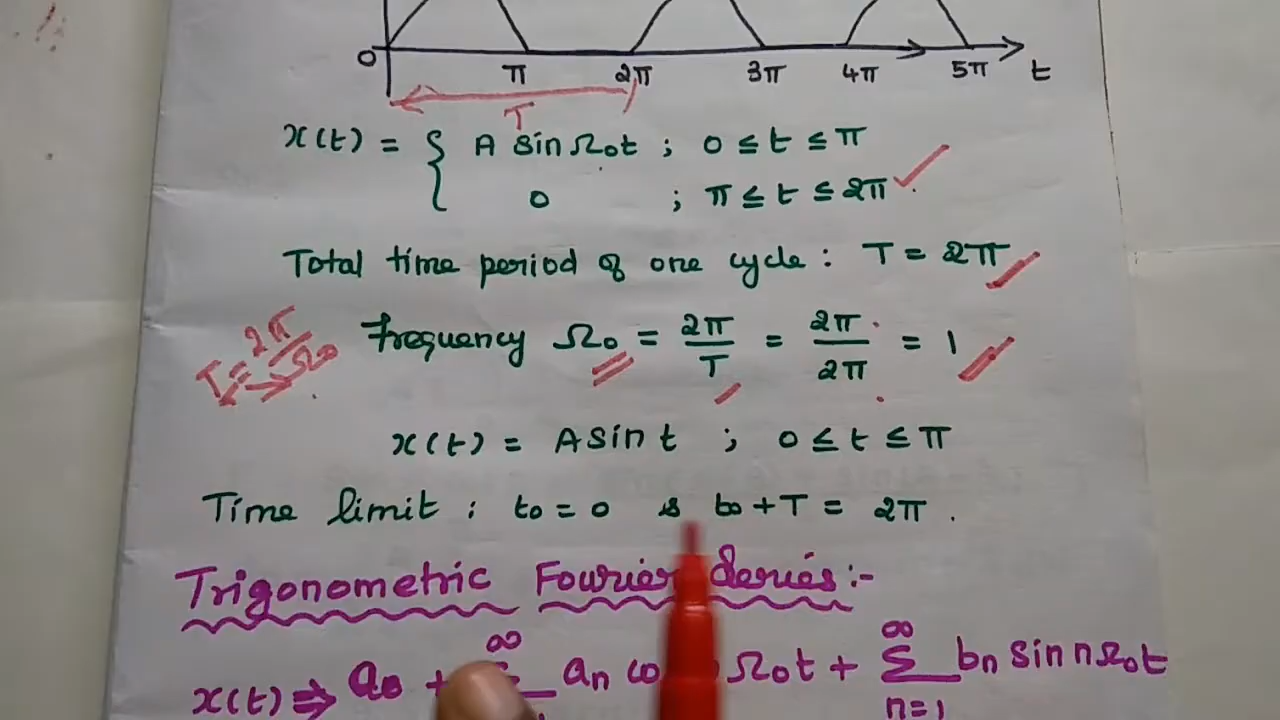 0 π 2π 3π 4π 5π t
T
x(t) = { A sin Ω₀t ; 0 ≤ t ≤ π
0 ; π ≤ t ≤ 2π
Total time period of one cycle : T = 2π
T = 2π/Ω₀
Frequency Ω₀ = 2π/T = 2π/2π = 1
x(t) = A sin t ; 0 ≤ t ≤ π
Time limit : t₀ = 0 & t₀ + T = 2π .
Trigonometric Fourier Series :-
x(t) ⇒ a₀ + Σ^∞ aₙ co Ω₀t + Σ_{n=1}^∞ bₙ sin nΩ₀t